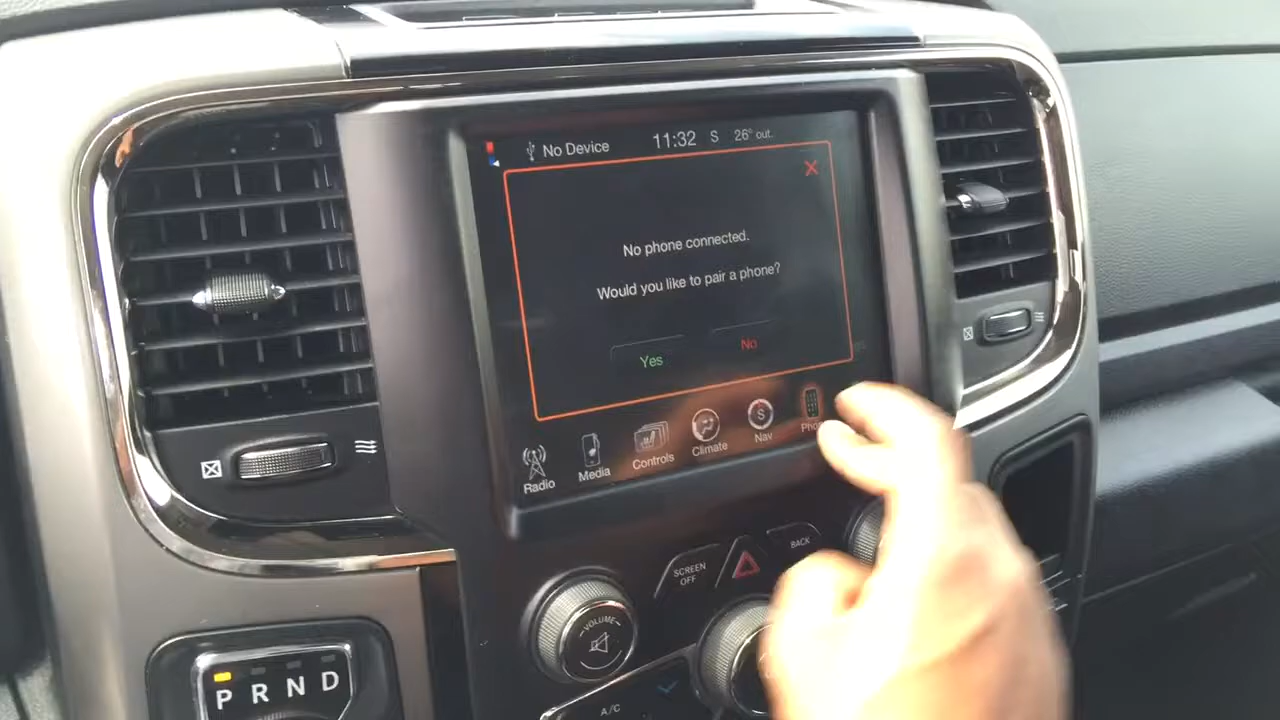 No Device 11:32 S 26° out.
No phone connected.
Would you like to pair a phone?
Yes No
Radio Media Controls Climate S Nav
SCREEN OFF
BACK
VOLUME
A/C
P R N D